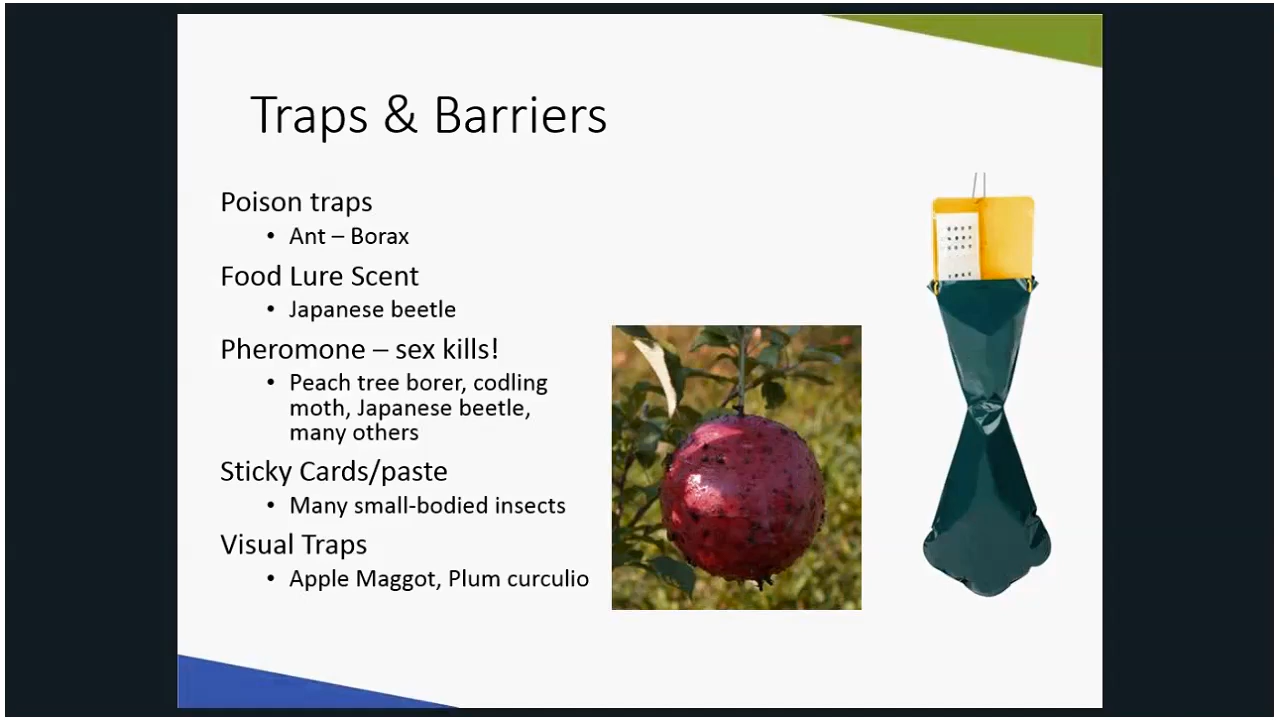 Traps & Barriers
Poison traps
• Ant – Borax
Food Lure Scent
• Japanese beetle
Pheromone – sex kills!
• Peach tree borer, codling
moth, Japanese beetle,
many others
Sticky Cards/paste
• Many small-bodied insects
Visual Traps
• Apple Maggot, Plum curculio